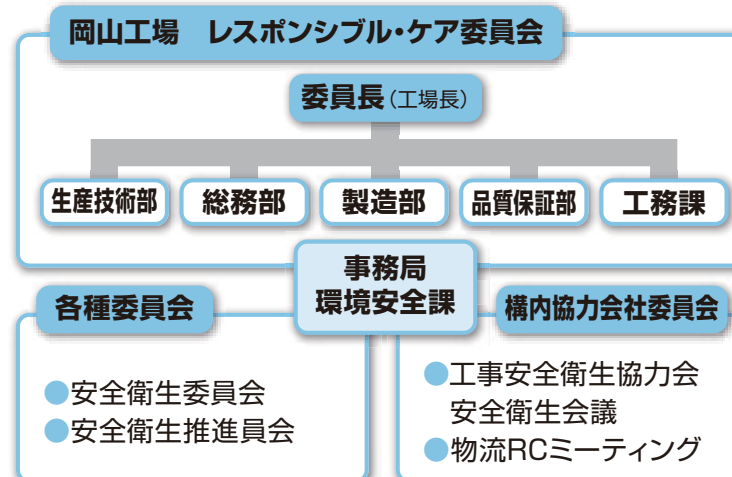 岡山工場　レスポンシブル・ケア委員会
委員長（工場長）
生産技術部
総務部
製造部
品質保証部
工務課
事務局
環境安全課
各種委員会
●安全衛生委員会
●安全衛生推進員会
構内協力会社委員会
●工事安全衛生協力会
安全衛生会議
●物流RCミーティング